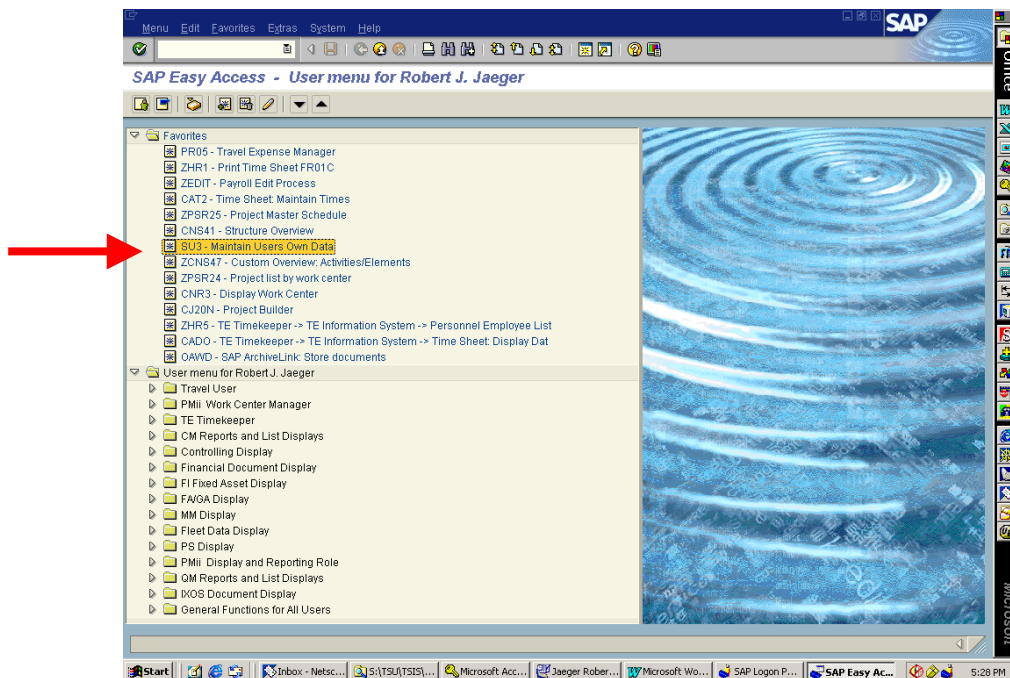 Menu Edit Favorites Extras System Help
SAP
SAP Easy Access - User menu for Robert J. Jaeger
Favorites
PR05 - Travel Expense Manager
ZHR1 - Print Time Sheet FR01C
ZEDIT - Payroll Edit Process
CAT2 - Time Sheet: Maintain Times
ZPSR25 - Project Master Schedule
CNS41 - Structure Overview
SU3 - Maintain Users Own Data
ZCNS47 - Custom Overview: Activities/Elements
ZPSR24 - Project list by work center
CNR3 - Display Work Center
CJ20N - Project Builder
ZHR5 - TE Timekeeper -> TE Information System -> Personnel Employee List
CADO - TE Timekeeper -> TE Information System -> Time Sheet: Display Dat
OAWD - SAP ArchiveLink: Store documents
User menu for Robert J. Jaeger
Travel User
PMii Work Center Manager
TE Timekeeper
CM Reports and List Displays
Controlling Display
Financial Document Display
FI Fixed Asset Display
FA/GA Display
MM Display
Fleet Data Display
PS Display
PMii Display and Reporting Role
QM Reports and List Displays
IXOS Document Display
General Functions for All Users
Office
Microsoft
Start Inbox - Netsc... S:\TSU\TSIS\... Microsoft Acc... Jaeger Rober... Microsoft Wo... SAP Logon P... SAP Easy Ac... 5:28 PM